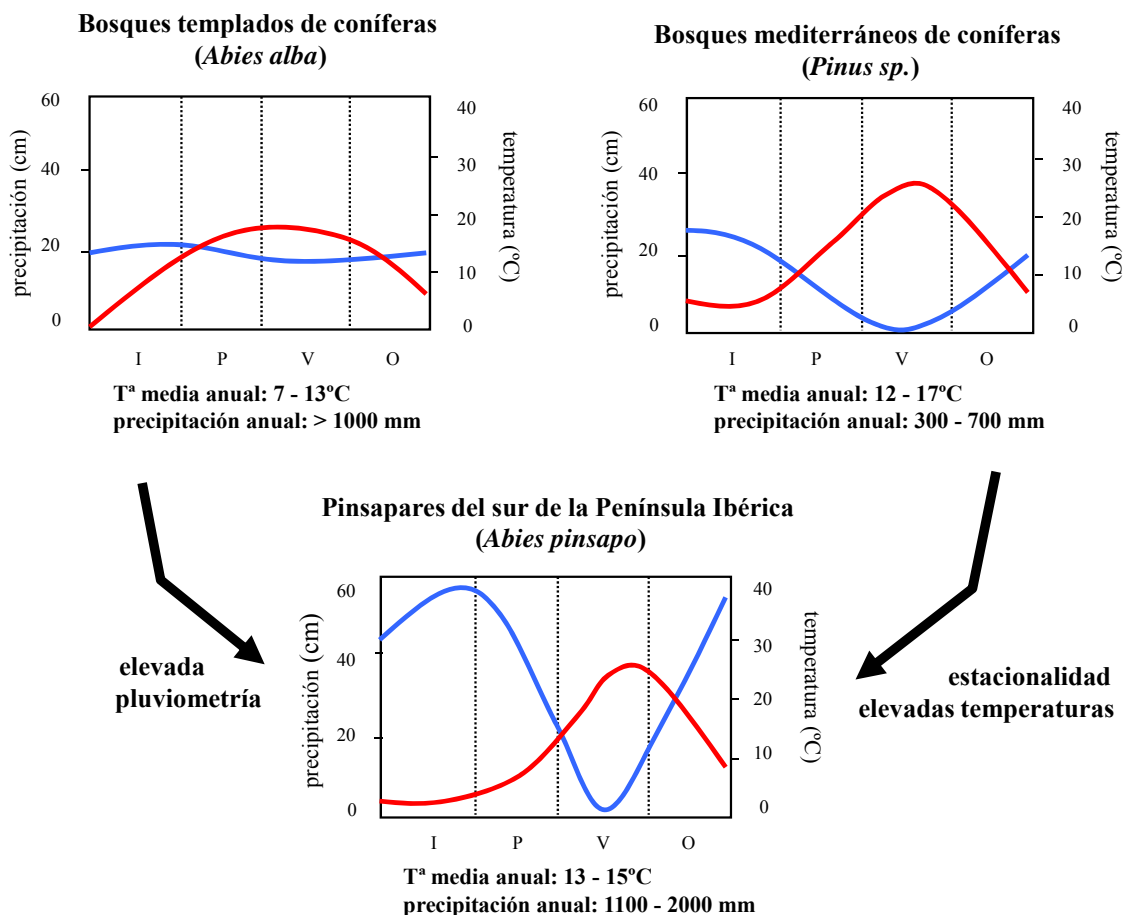 Bosques templados de coníferas
(Abies alba)
60
40
20
0
precipitación (cm)
40
30
20
10
0
temperatura (ºC)
I P V O
Tª media anual: 7 - 13ºC
precipitación anual: > 1000 mm
Bosques mediterráneos de coníferas
(Pinus sp.)
60
40
20
0
precipitación (cm)
40
30
20
10
0
temperatura (ºC)
I P V O
Tª media anual: 12 - 17ºC
precipitación anual: 300 - 700 mm
elevada
pluviometría
Pinsapares del sur de la Península Ibérica
(Abies pinsapo)
60
40
20
0
precipitación (cm)
40
30
20
10
0
temperatura (ºC)
I P V O
Tª media anual: 13 - 15ºC
precipitación anual: 1100 - 2000 mm
estacionalidad
elevadas temperaturas